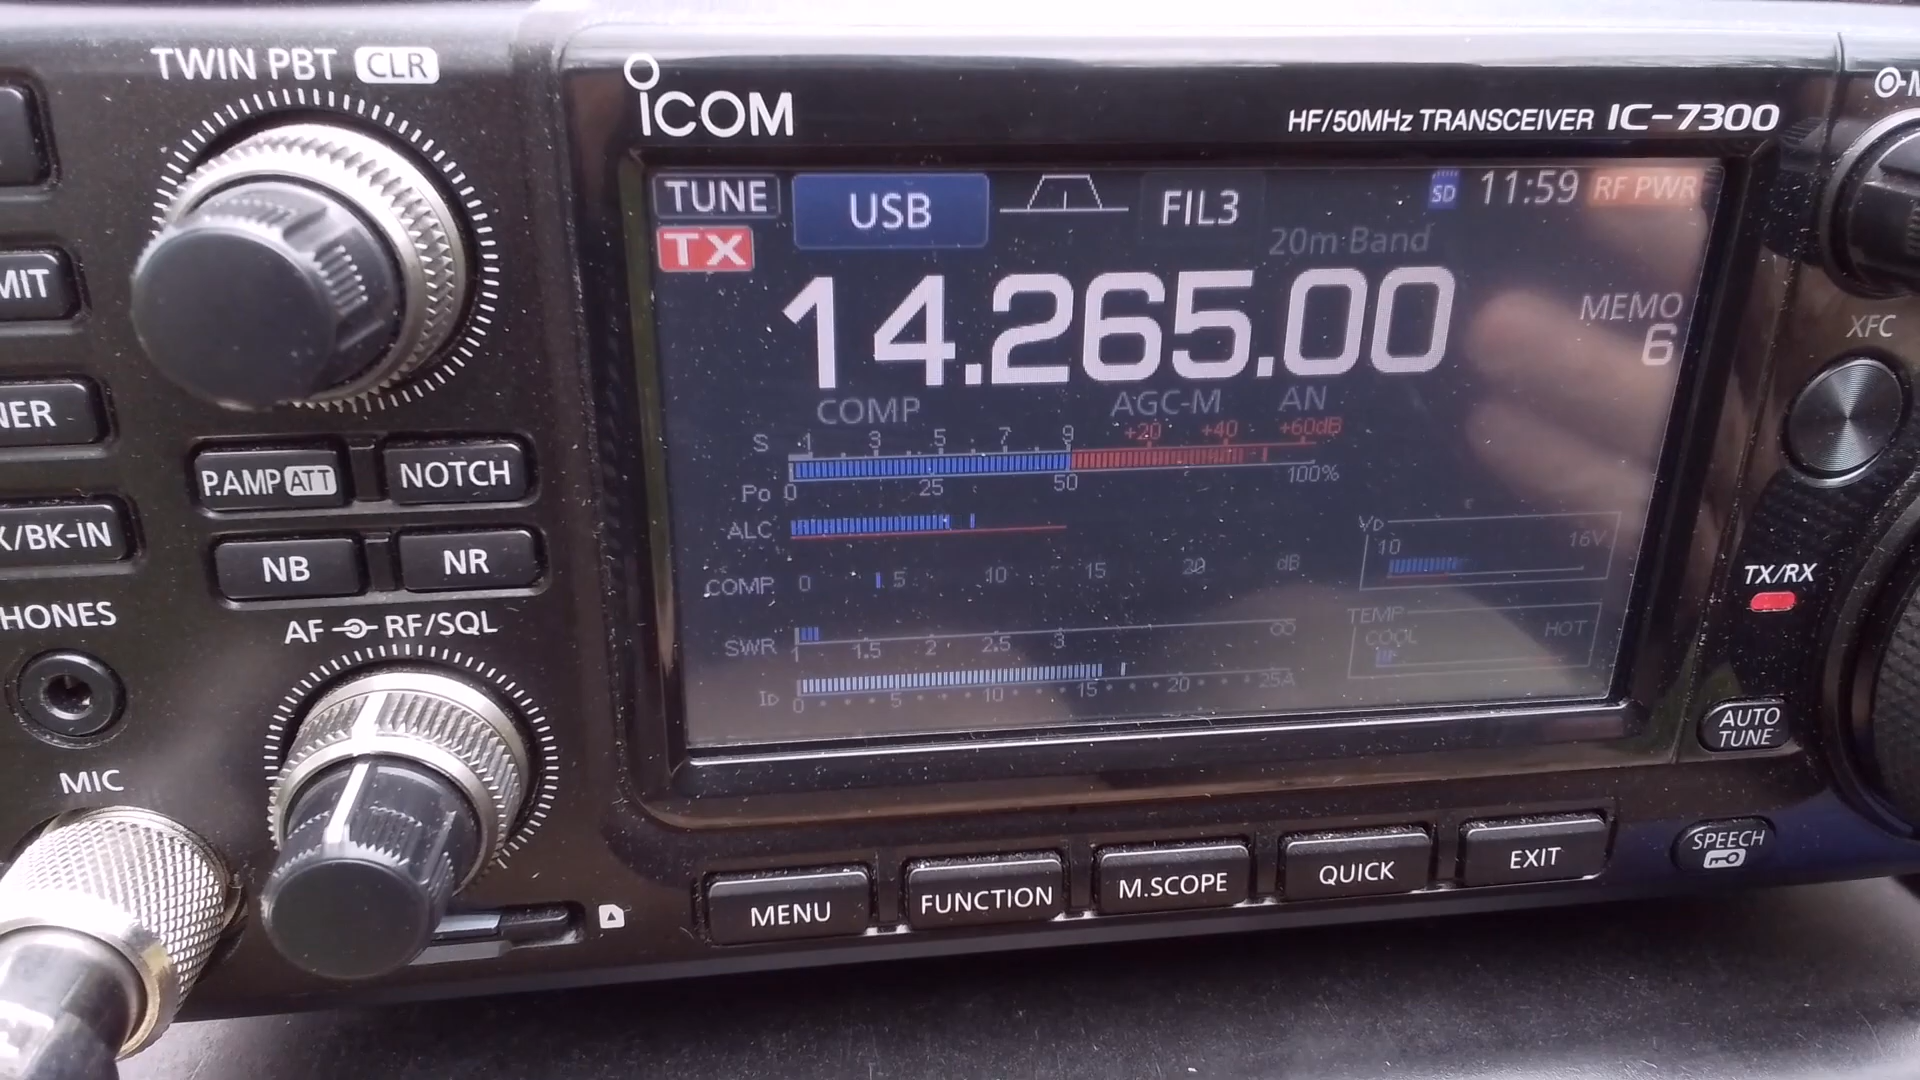 TWIN PBT CLR
ICOM
HF/50MHz TRANSCEIVER IC-7300
TUNE USB FIL3 SD 11:59 RF PWR
TX 20m Band
14.265.00
MEMO
6
COMP AGC-M AN
S 1 3 5 7 9 +20 +40 +60dB
Po 0 25 50 100%
ALC
COMP 0 5 10 15 20 dB
SWR 1 1.5 2 2.5 3 ∞
ID 0 5 10 15 20 25A
VD
10 16V
TEMP
COOL HOT
MIT
NER
X/BK-IN
HONES
MIC
P.AMP ATT NOTCH
NB NR
AF RF/SQL
XFC
TX/RX
AUTO
TUNE
SPEECH
MENU FUNCTION M.SCOPE QUICK EXIT